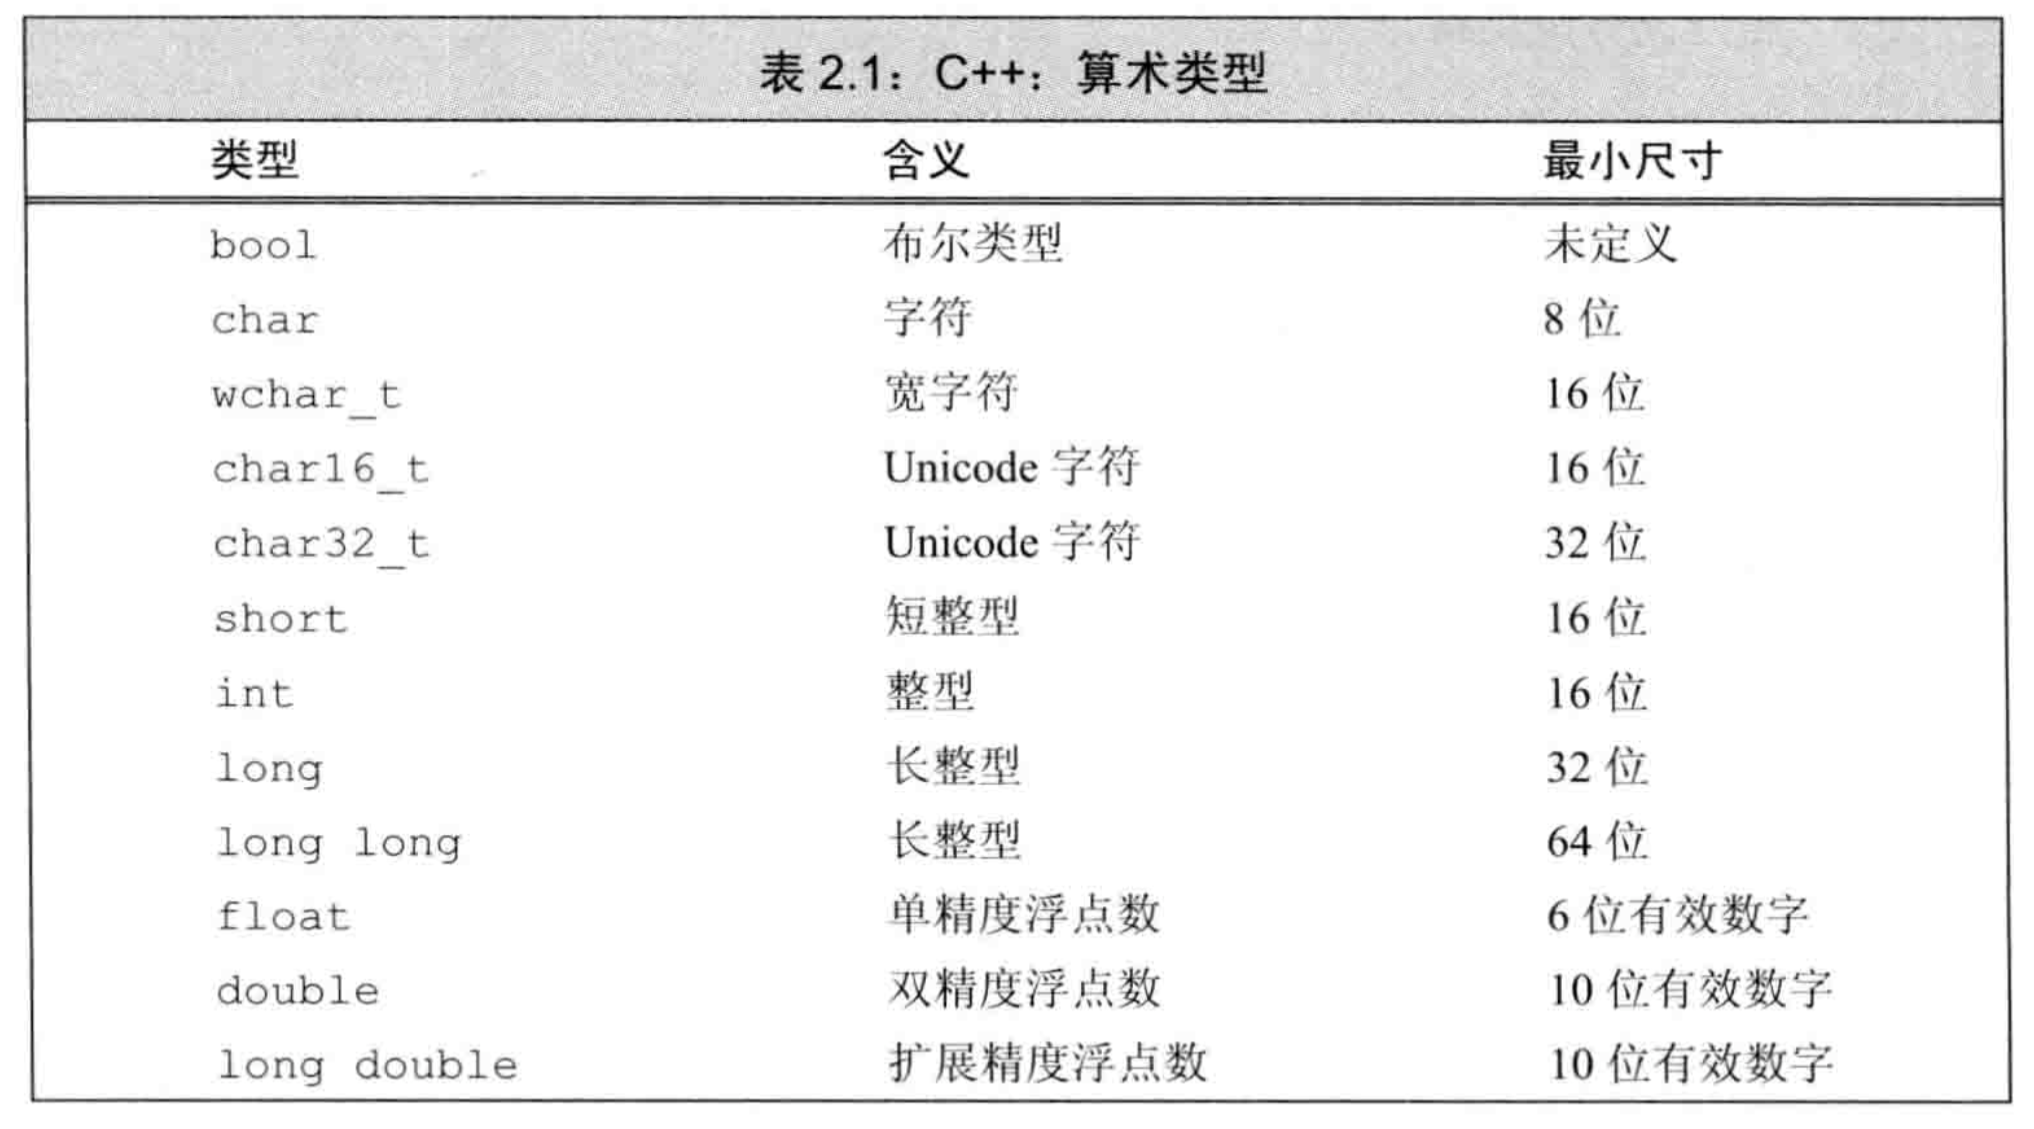 表 2.1：C++：算术类型
类型 含义 最小尺寸
bool 布尔类型 未定义
char 字符 8 位
wchar_t 宽字符 16 位
char16_t Unicode 字符 16 位
char32_t Unicode 字符 32 位
short 短整型 16 位
int 整型 16 位
long 长整型 32 位
long long 长整型 64 位
float 单精度浮点数 6 位有效数字
double 双精度浮点数 10 位有效数字
long double 扩展精度浮点数 10 位有效数字